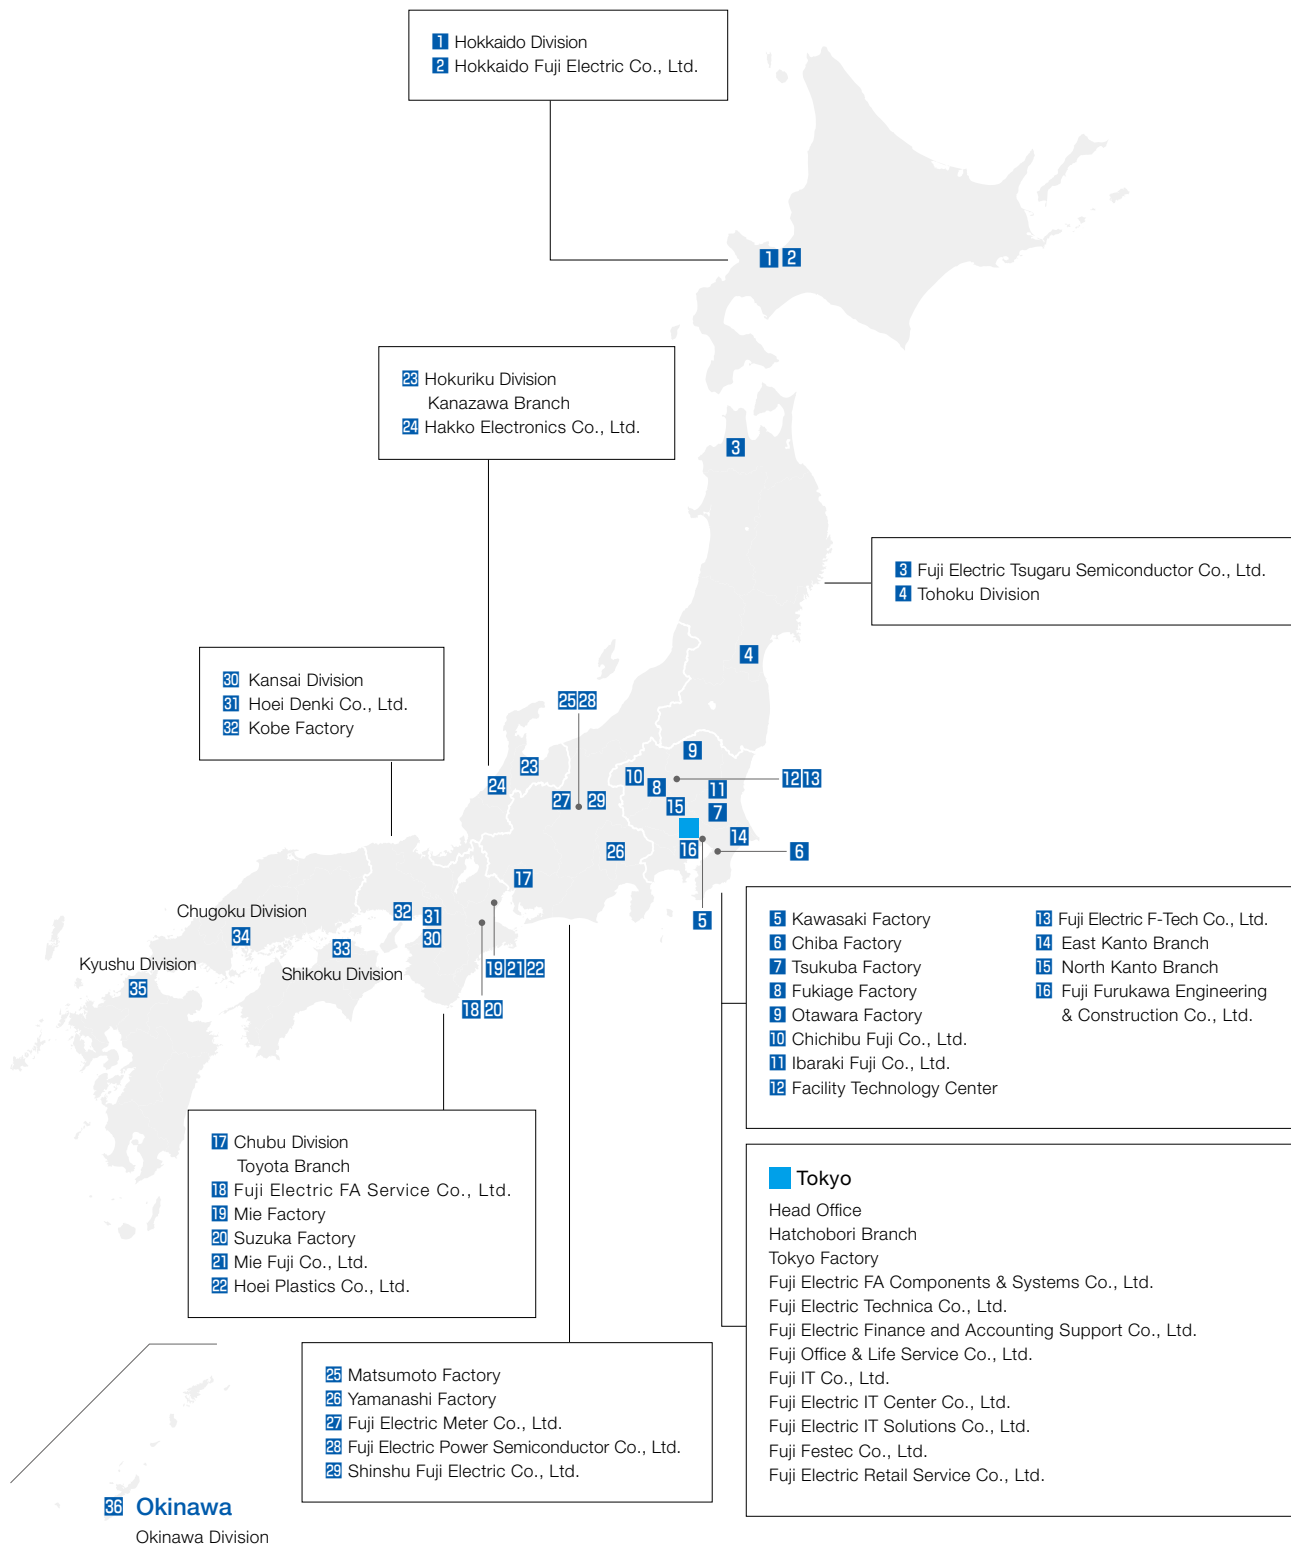 1 Hokkaido Division
2 Hokkaido Fuji Electric Co., Ltd.
1 2
23 Hokuriku Division
Kanazawa Branch
24 Hakko Electronics Co., Ltd.
3
3 Fuji Electric Tsugaru Semiconductor Co., Ltd.
4 Tohoku Division
4
30 Kansai Division
31 Hoei Denki Co., Ltd.
32 Kobe Factory
25 28
9
23
10
12 13
24
8
11
27
29
15
7
14
16
26
6
17
32
31
5
Chugoku Division
34
30
33
Shikoku Division
Kyushu Division
35
19 21 22
18 20
5 Kawasaki Factory
6 Chiba Factory
7 Tsukuba Factory
8 Fukiage Factory
9 Otawara Factory
10 Chichibu Fuji Co., Ltd.
11 Ibaraki Fuji Co., Ltd.
12 Facility Technology Center
13 Fuji Electric F-Tech Co., Ltd.
14 East Kanto Branch
15 North Kanto Branch
16 Fuji Furukawa Engineering
& Construction Co., Ltd.
17 Chubu Division
Toyota Branch
18 Fuji Electric FA Service Co., Ltd.
19 Mie Factory
20 Suzuka Factory
21 Mie Fuji Co., Ltd.
22 Hoei Plastics Co., Ltd.
Tokyo
Head Office
Hatchobori Branch
Tokyo Factory
Fuji Electric FA Components & Systems Co., Ltd.
Fuji Electric Technica Co., Ltd.
Fuji Electric Finance and Accounting Support Co., Ltd.
Fuji Office & Life Service Co., Ltd.
Fuji IT Co., Ltd.
Fuji Electric IT Center Co., Ltd.
Fuji Electric IT Solutions Co., Ltd.
Fuji Festec Co., Ltd.
Fuji Electric Retail Service Co., Ltd.
25 Matsumoto Factory
26 Yamanashi Factory
27 Fuji Electric Meter Co., Ltd.
28 Fuji Electric Power Semiconductor Co., Ltd.
29 Shinshu Fuji Electric Co., Ltd.
36 Okinawa
Okinawa Division